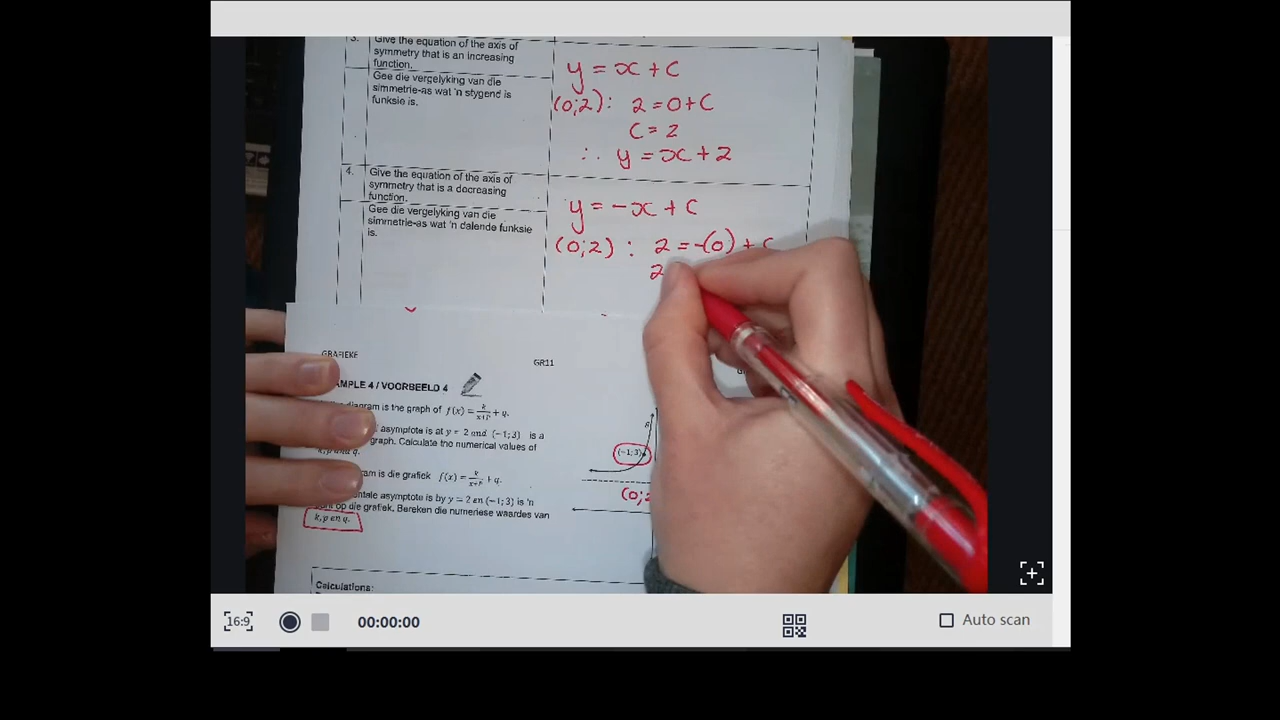 3. Give the equation of the axis of
symmetry that is an increasing
function.
Gee die vergelyking van die
simmetrie-as wat 'n stygend is
funksie is.
y = x + c
(0;2): 2 = 0 + c
c = 2
∴ y = x + 2
4. Give the equation of the axis of
symmetry that is a decreasing
function.
Gee die vergelyking van die
simmetrie-as wat 'n dalende funksie
is.
y = -x + c
(0;2) : 2 = -(0) + c
2
GRAFIEKE
GR11
AMPLE 4 / VOORBEELD 4
diagram is the graph of f(x) = k/(x+p) + q.
asymptote is at y = 2 and (-1; 3) is a
graph. Calculate the numerical values of
k, p and q.
ram is die grafiek f(x) = k/(x+p) + q.
ntale asymptote is by y = 2 en (-1; 3) is 'n
op die grafiek. Bereken die numeriese waardes van
k, p en q.
(-1; 3)
(0;2
Calculations:
16:9
00:00:00
Auto scan